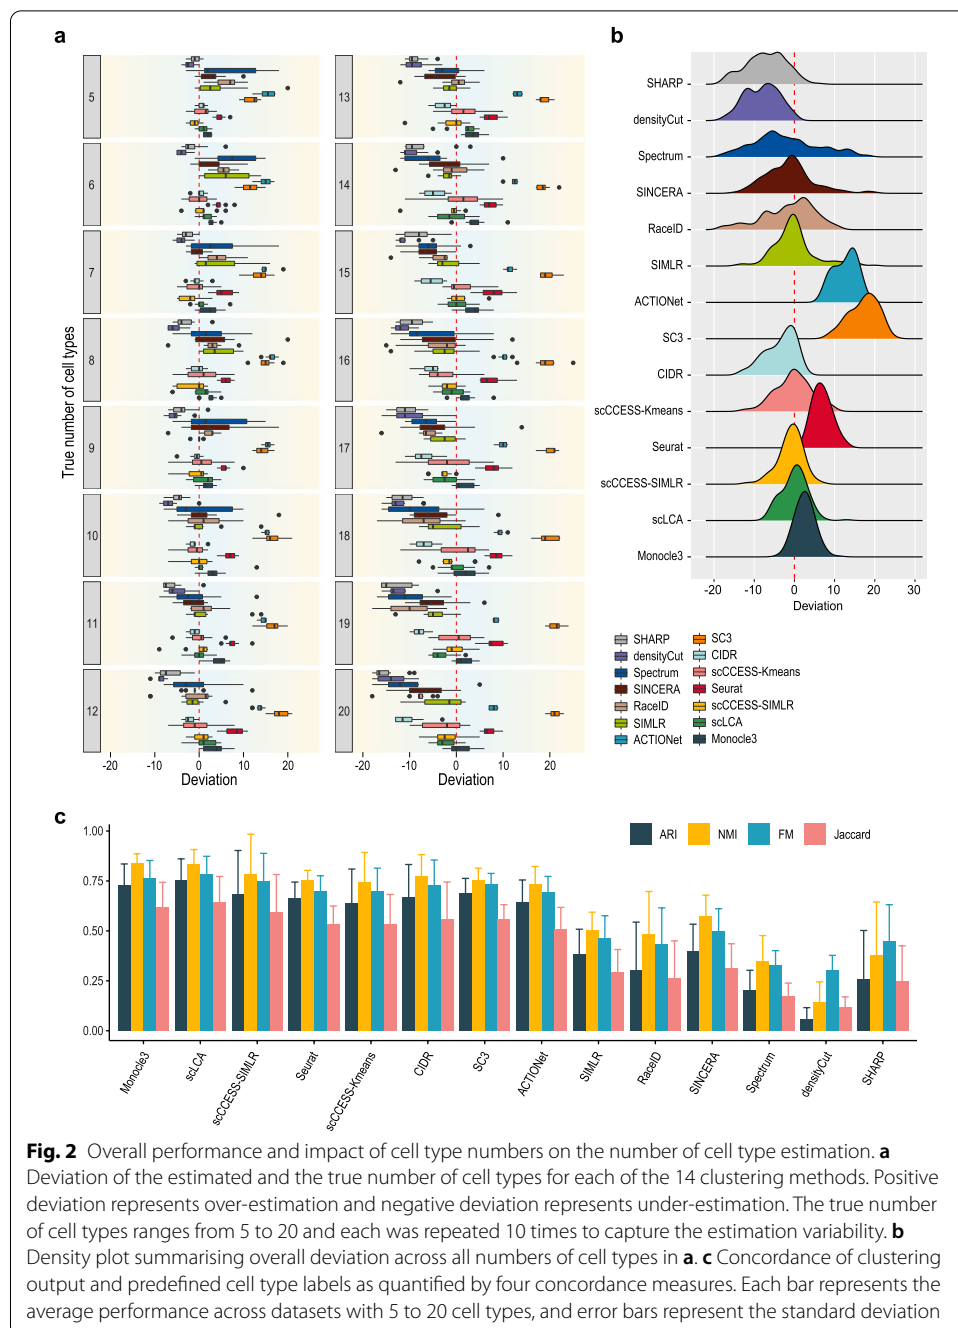 a
True number of cell types
5
6
7
8
9
10
11
12
-20
-10
0
10
20
Deviation
13
14
15
16
17
18
19
20
-10
0
10
20
Deviation
b
SHARP
densityCut
Spectrum
SINCERA
RaceID
SIMLR
ACTIONet
SC3
CIDR
scCCESS-Kmeans
Seurat
scCCESS-SIMLR
scLCA
Monocle3
-20 -10 0 10 20 30
Deviation
SHARP
densityCut
Spectrum
SINCERA
RaceID
SIMLR
ACTIONet
SC3
CIDR
scCCESS-Kmeans
Seurat
scCCESS-SIMLR
scLCA
Monocle3
c
ARI NMI FM Jaccard
1.00
0.75
0.50
0.25
0.00
Monocle3
scLCA
scCCESS-SIMLR
Seurat
scCCESS-Kmeans
CIDR
SC3
ACTIONet
SIMLR
RaceID
SINCERA
Spectrum
densityCut
SHARP
Fig. 2 Overall performance and impact of cell type numbers on the number of cell type estimation. a
Deviation of the estimated and the true number of cell types for each of the 14 clustering methods. Positive
deviation represents over-estimation and negative deviation represents under-estimation. The true number
of cell types ranges from 5 to 20 and each was repeated 10 times to capture the estimation variability. b
Density plot summarising overall deviation across all numbers of cell types in a. c Concordance of clustering
output and predefined cell type labels as quantified by four concordance measures. Each bar represents the
average performance across datasets with 5 to 20 cell types, and error bars represent the standard deviation